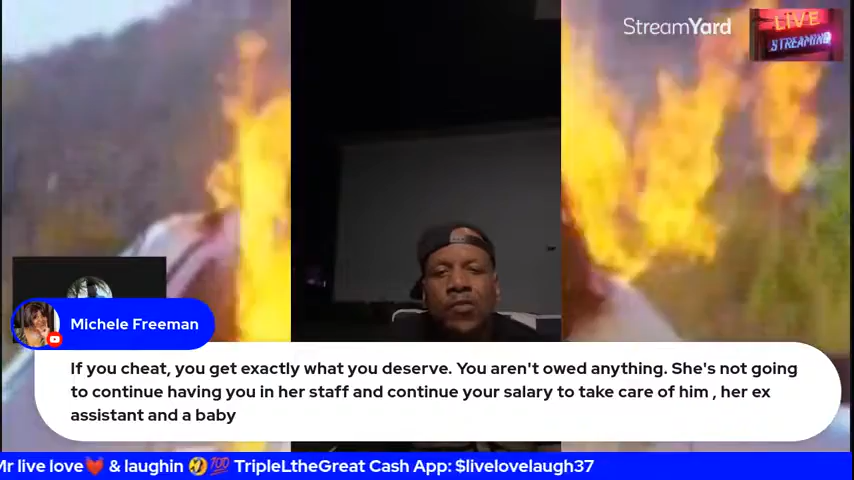 StreamYard
LIVE
STREAMING
Michele Freeman
If you cheat, you get exactly what you deserve. You aren't owed anything. She's not going
to continue having you in her staff and continue your salary to take care of him , her ex
assistant and a baby
Mr live love💓 & laughin 🤣💯 TripleLtheGreat Cash App: $livelovelaugh37